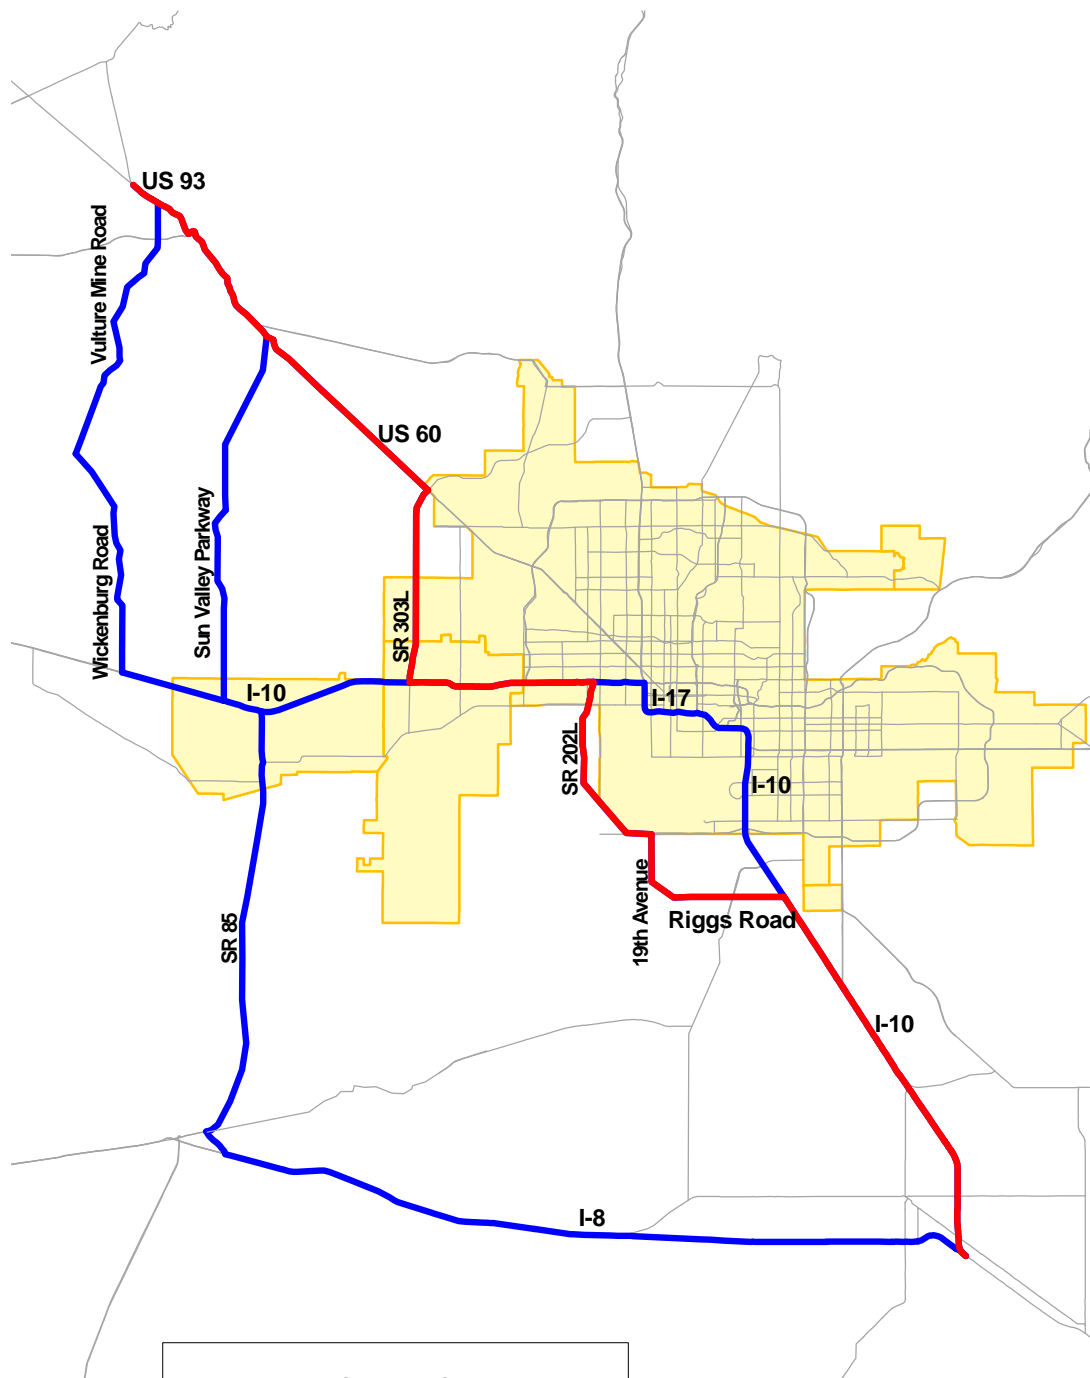 US 93
Vulture Mine Road
US 60
Wickenburg Road
Sun Valley Parkway
SR 303L
I-10
I-17
SR 202L
I-10
19th Avenue
Riggs Road
SR 85
I-10
I-8